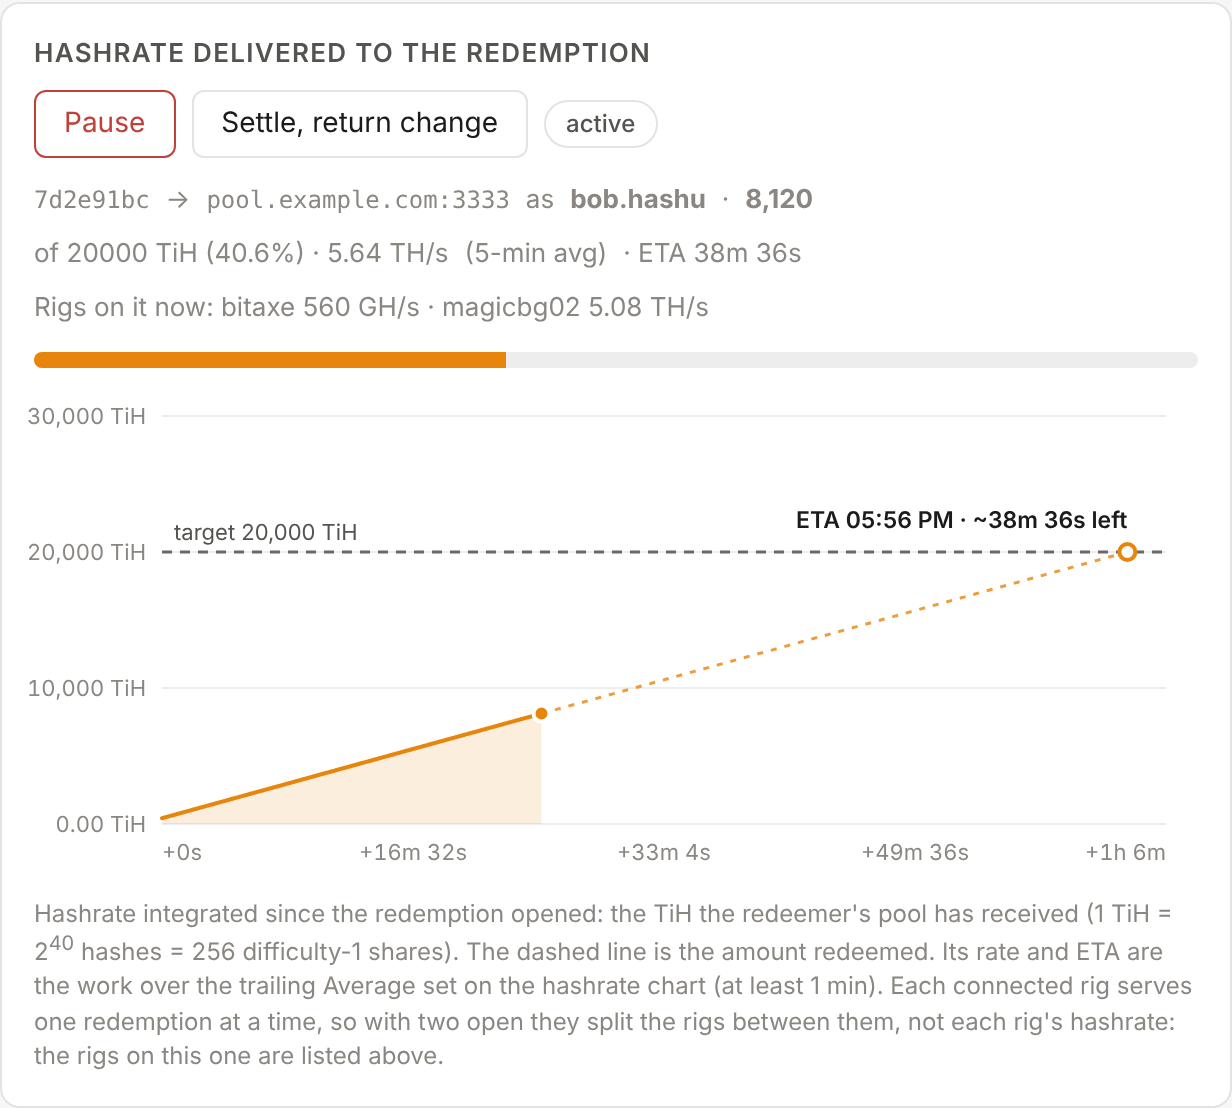 HASHRATE DELIVERED TO THE REDEMPTION
Pause
Settle, return change
active
7d2e91bc → pool.example.com:3333 as bob.hashu · 8,120
of 20000 TiH (40.6%) · 5.64 TH/s (5-min avg) · ETA 38m 36s
Rigs on it now: bitaxe 560 GH/s · magicbg02 5.08 TH/s
30,000 TiH
ETA 05:56 PM · ~38m 36s left
target 20,000 TiH
20,000 TiH
10,000 TiH
0.00 TiH
+0s
+16m 32s
+33m 4s
+49m 36s
+1h 6m
Hashrate integrated since the redemption opened: the TiH the redeemer's pool has received (1 TiH =
2⁴⁰ hashes = 256 difficulty-1 shares). The dashed line is the amount redeemed. Its rate and ETA are
the work over the trailing Average set on the hashrate chart (at least 1 min). Each connected rig serves
one redemption at a time, so with two open they split the rigs between them, not each rig's hashrate:
the rigs on this one are listed above.